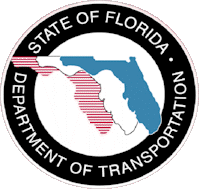 STATE OF FLORIDA •
DEPARTMENT OF TRANSPORTATION